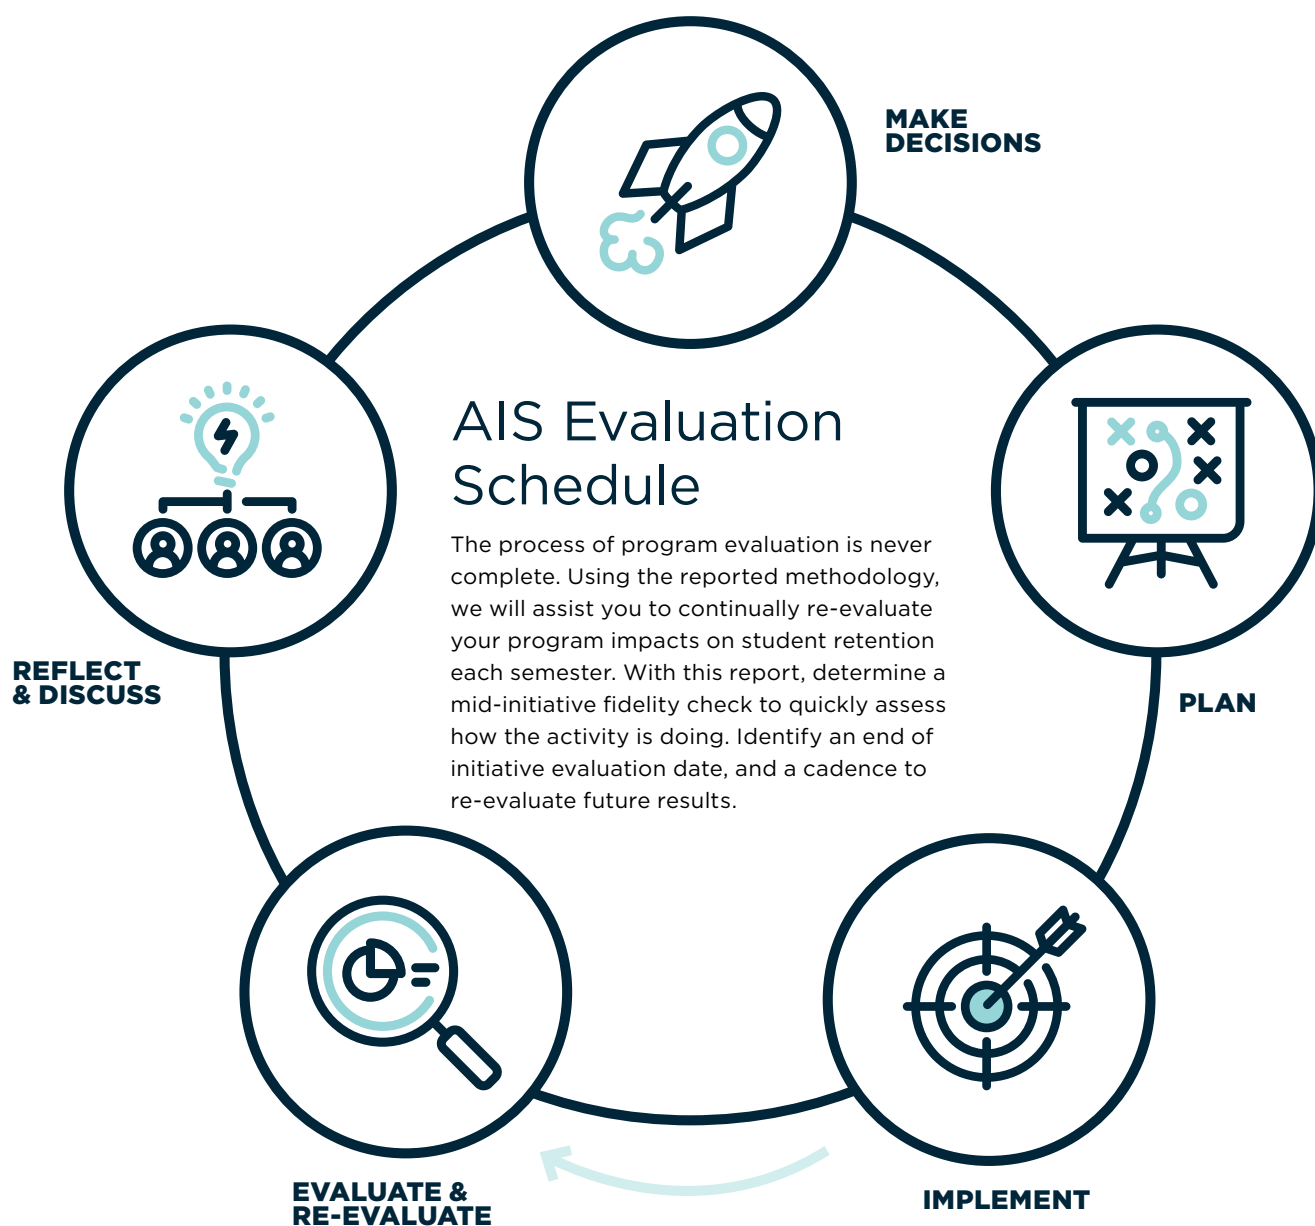 MAKE
DECISIONS
AIS Evaluation
Schedule
The process of program evaluation is never
complete. Using the reported methodology,
we will assist you to continually re-evaluate
your program impacts on student retention
each semester. With this report, determine a
mid-initiative fidelity check to quickly assess
how the activity is doing. Identify an end of
initiative evaluation date, and a cadence to
re-evaluate future results.
REFLECT
& DISCUSS
PLAN
EVALUATE &
RE-EVALUATE
IMPLEMENT